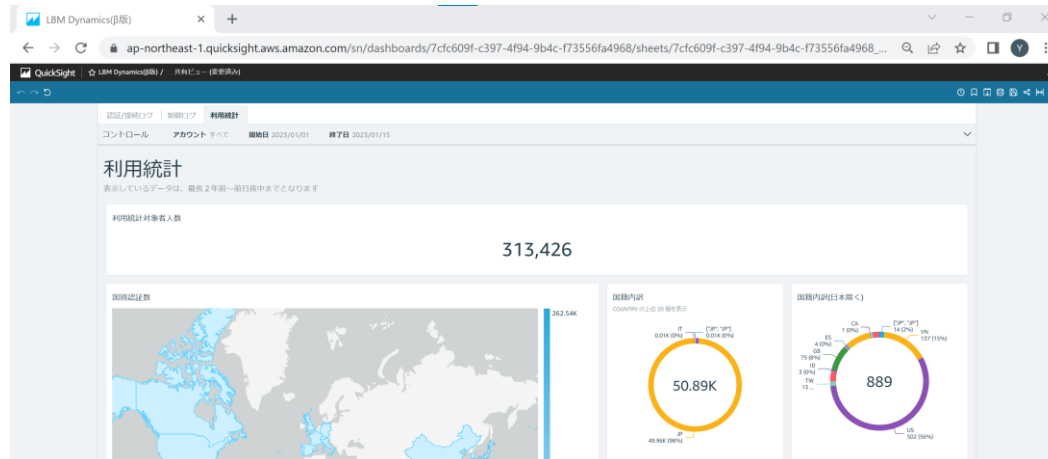 LBM Dynamics(β版)
ap-northeast-1.quicksight.aws.amazon.com/sn/dashboards/7cfc609f-c397-4f94-9b4c-f73556fa4968/sheets/7cfc609f-c397-4f94-9b4c-f73556fa4968_...
Y
QuickSight
LBM Dynamics(β版) / 共有ビュー (変更済み)
認証/接続ログ 制御ログ 利用統計
コントロール アカウント すべて 開始日 2023/01/01 終了日 2023/01/15
利用統計
表示しているデータは、最長2年前～前日夜中までとなります
利用統計対象者人数
313,426
国別認証数
262.54K
国籍内訳
COUNTRY の上位 20 個を表示
IT
0.01K (0%)
["JP", "JP"]
0.01K (0%)
50.89K
JP
49.96K (98%)
国籍内訳(日本除く)
CA
1 (0%)
["JP", "JP"]
14 (2%)
VN
137 (15%)
ES
4 (0%)
GB
75 (8%)
ID
3 (0%)
TW
13 ...
889
US
502 (56%)